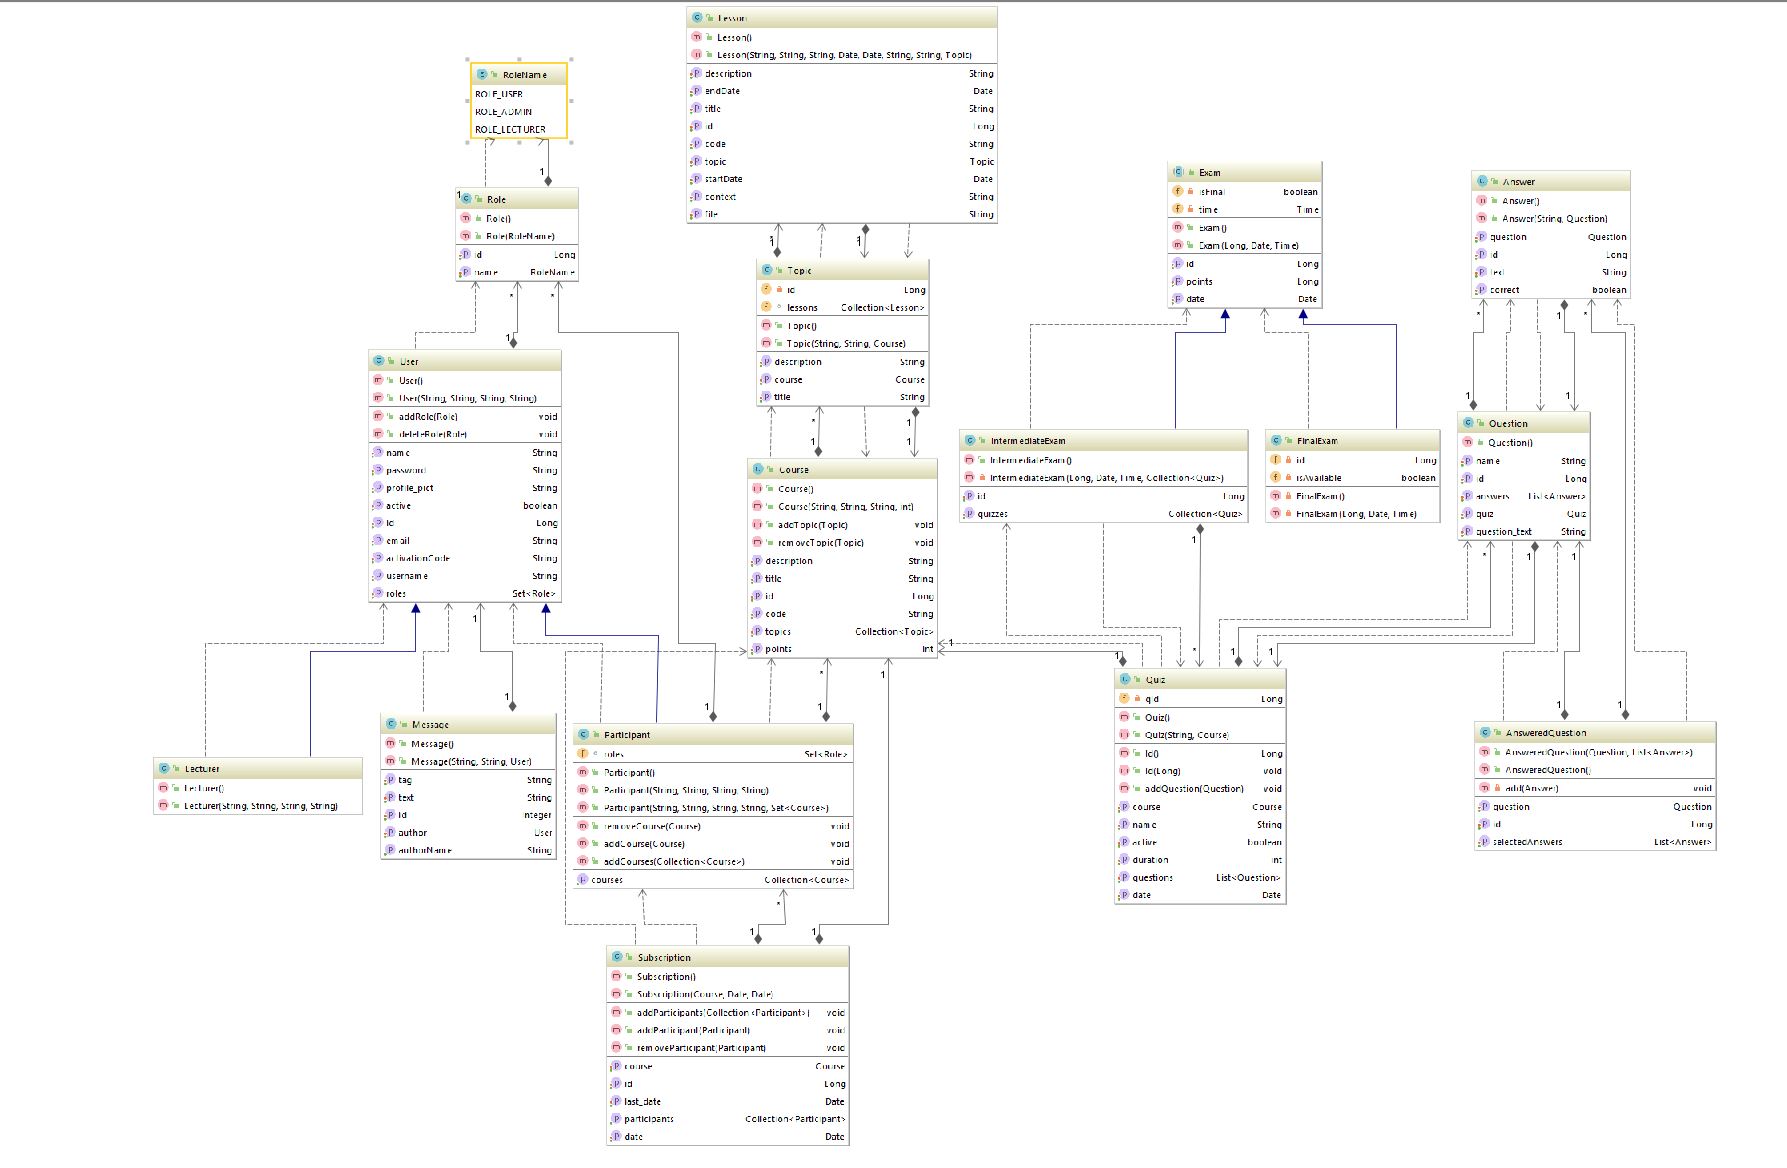 Lesson
Lesson()
Lesson(String, String, String, Date, Date, String, String, Topic)
description String
endDate Date
title String
id Long
code String
topic Topic
startDate Date
context String
file String
RoleName
ROLE_USER
ROLE_ADMIN
ROLE_LECTURER
1
1
Role
Role()
Role(RoleName)
id Long
name RoleName
* *
1
User
User()
User(String, String, String, String)
addRole(Role) void
deleteRole(Role) void
name String
password String
profile_pict String
active boolean
id Long
email String
activationCode String
username String
roles Set<Role>
1
1
* 1
1
Topic
id Long
lessons Collection<Lesson>
Topic()
Topic(String, String, Course)
description String
course Course
title String
* 1
1 1
Course
Course()
Course(String, String, String, int)
addTopic(Topic) void
removeTopic(Topic) void
description String
title String
id Long
code String
topics Collection<Topic>
points int
* 1
1 1
1 1
Exam
isFinal boolean
time Time
Exam()
Exam(Long, Date, Time)
id Long
points Long
date Date
Answer
Answer()
Answer(String, Question)
question Question
id Long
text String
correct boolean
* 1 *
1 1
IntermediateExam
IntermediateExam()
IntermediateExam(Long, Date, Time, Collection<Quiz>)
id Long
quizzes Collection<Quiz>
1
*
FinalExam
id Long
isAvailable boolean
FinalExam()
FinalExam(Long, Date, Time)
Question
Question()
name String
id Long
answers List<Answer>
quiz Quiz
question_text String
* 1 1
1 1
1 1
Lecturer
Lecturer()
Lecturer(String, String, String, String)
Message
Message()
Message(String, String, User)
tag String
text String
id Integer
author User
authorName String
Participant
roles Set<Role>
Participant()
Participant(String, String, String, String)
Participant(String, String, String, String, Set<Course>)
removeCourse(Course) void
addCourse(Course) void
addCourses(Collection<Course>) void
courses Collection<Course>
*
1 1
Quiz
qid Long
Quiz()
Quiz(String, Course)
id() Long
id(Long) void
addQuestion(Question) void
course Course
name String
active boolean
duration int
questions List<Question>
date Date
AnsweredQuestion
AnsweredQuestion(Question, List<Answer>)
AnsweredQuestion()
add(Answer) void
question Question
id Long
selectedAnswers List<Answer>
Subscription
Subscription()
Subscription(Course, Date, Date)
addParticipants(Collection<Participant>) void
addParticipant(Participant) void
removeParticipant(Participant) void
course Course
id Long
last_date Date
participants Collection<Participant>
date Date